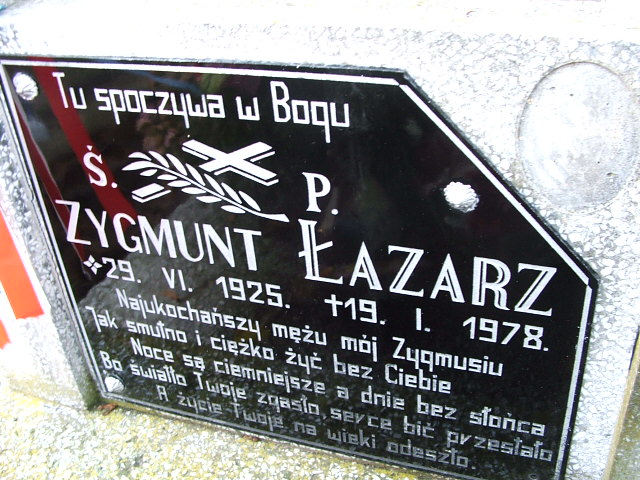 Tu spoczywa w Bogu
Ś. P.
ZYGMUNT ŁAZARZ
29. VI. 1925. +19. I. 1978.
Najukochańszy mężu mój Zygmusiu
Jak smutno i ciężko żyć bez Ciebie
Noce są ciemniejsze a dnie bez słońca
Bo światło Twoje zgasło serce bić przestało
A życie Twoje na wieki odeszło.